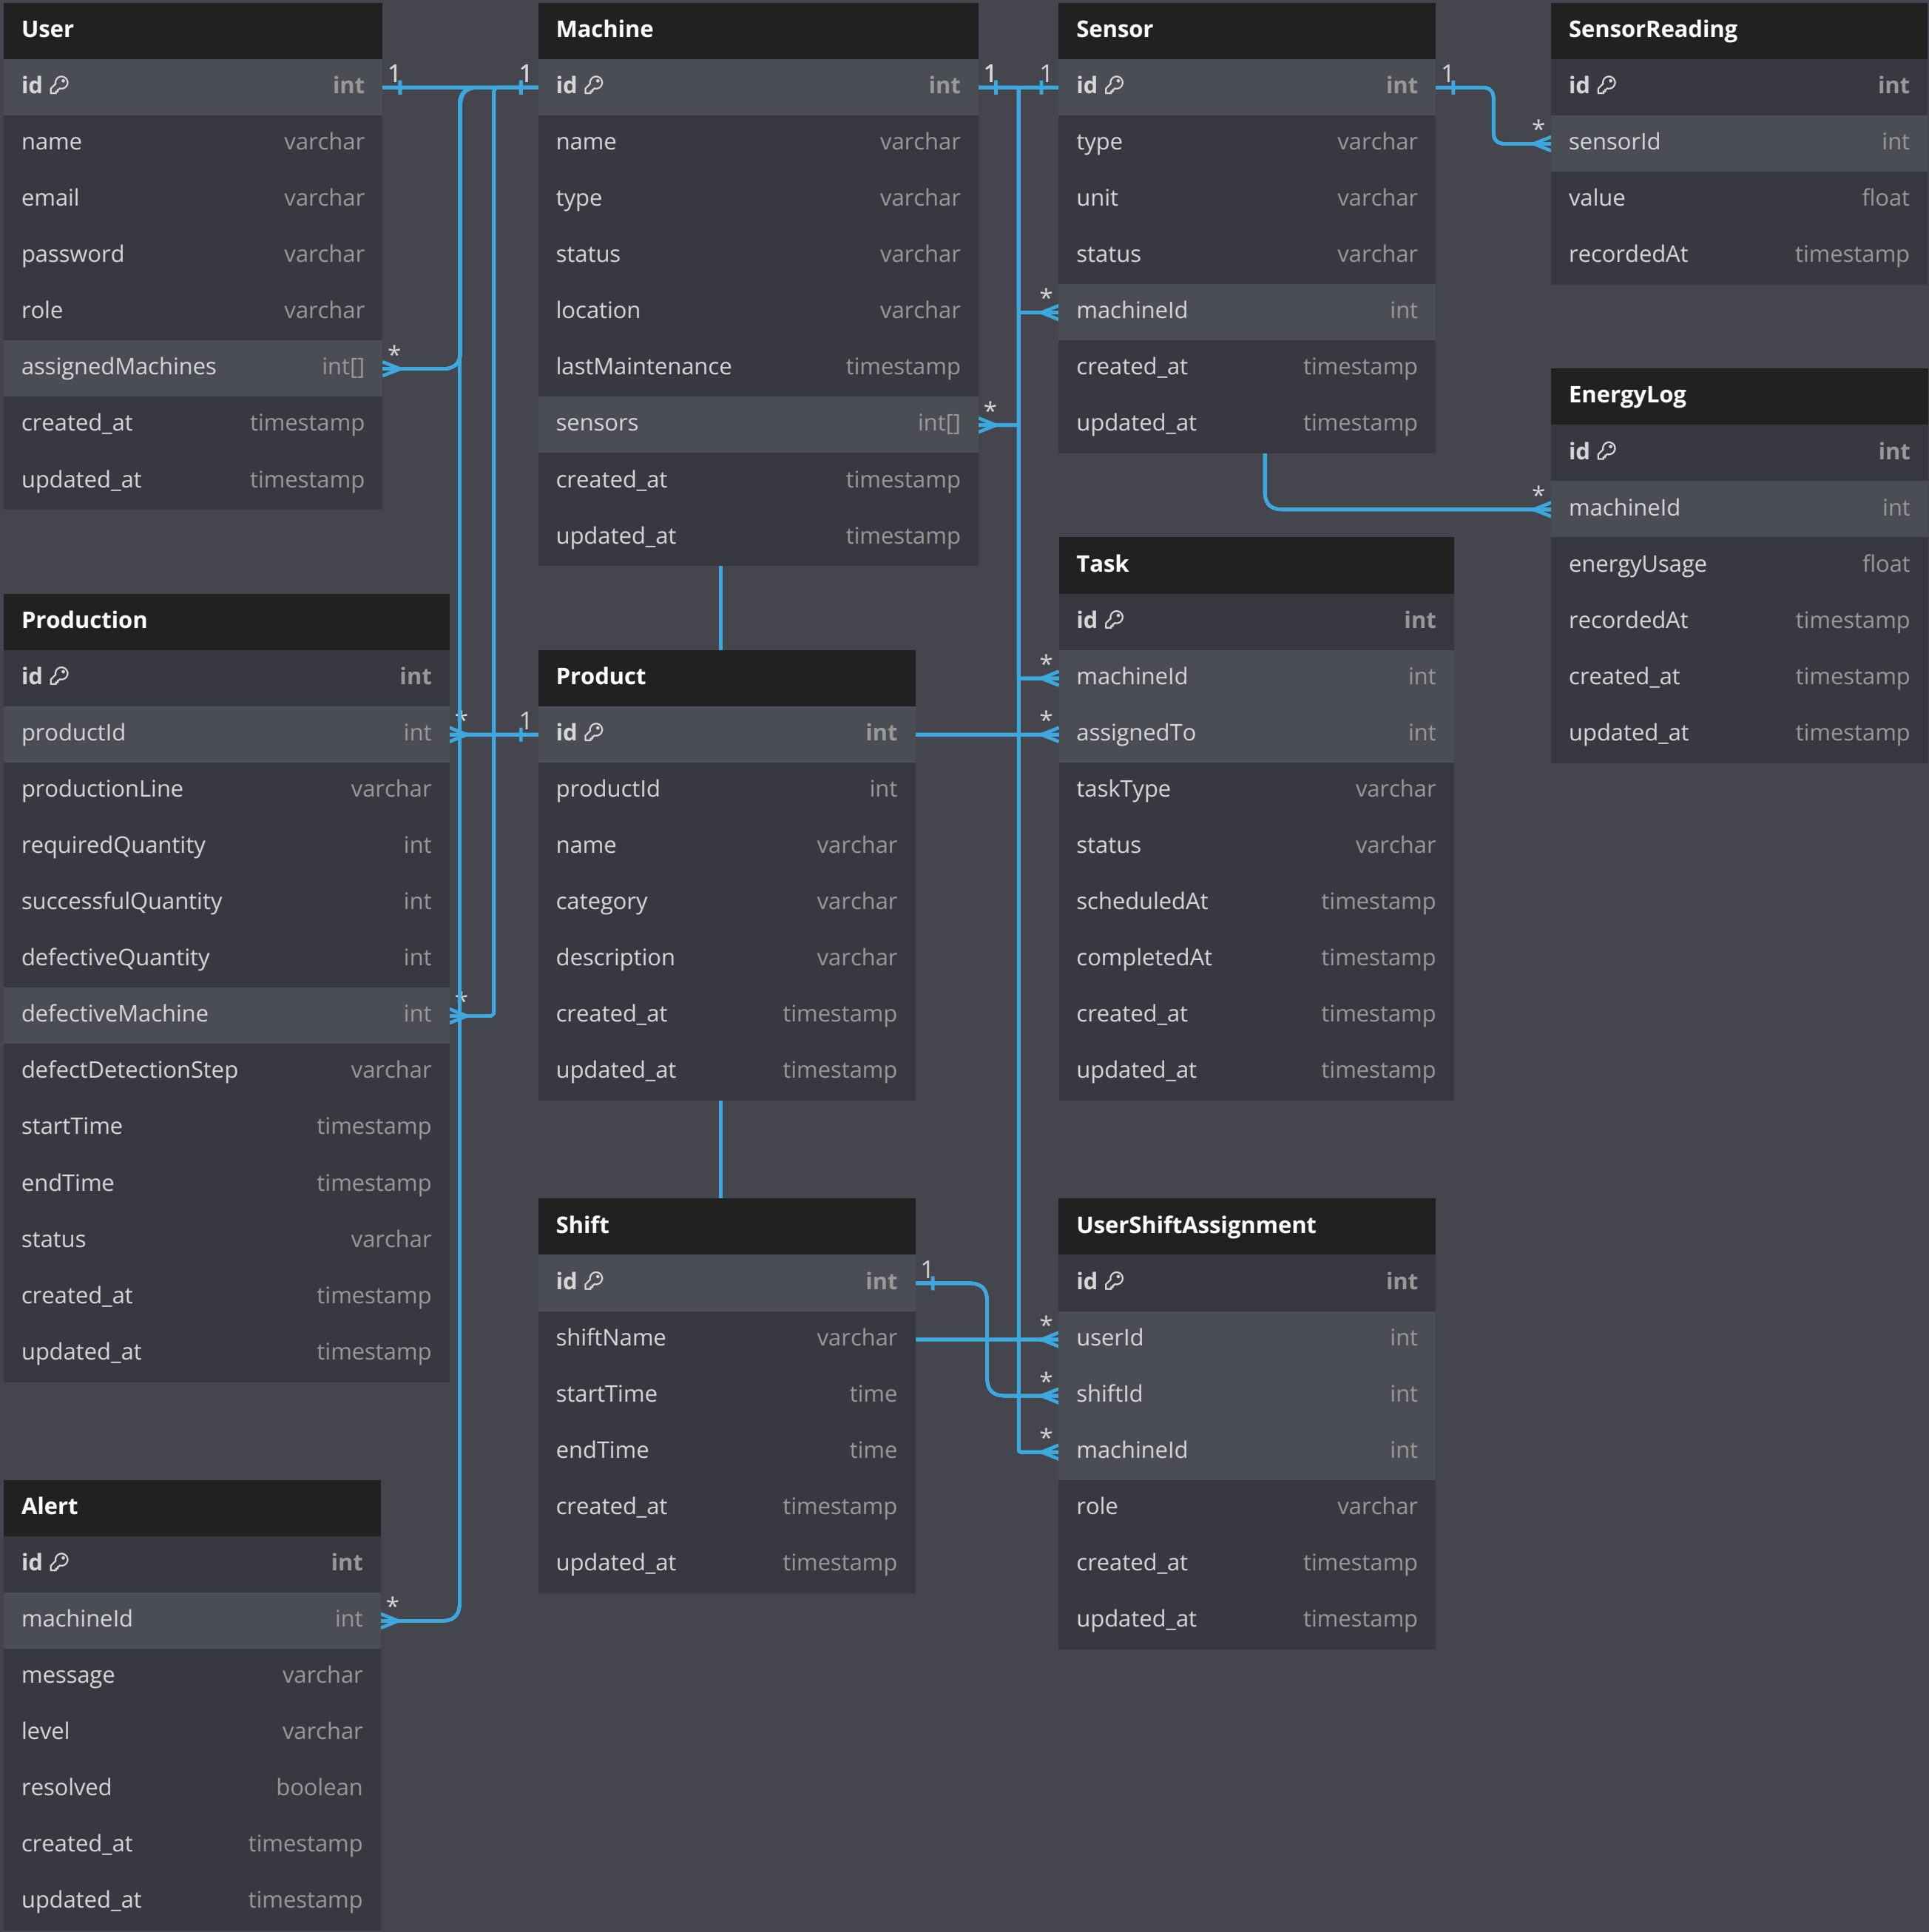 User
id int
name varchar
email varchar
password varchar
role varchar
assignedMachines int[]
created_at timestamp
updated_at timestamp
1
*
Machine
1 id int 1
name varchar
type varchar
status varchar
location varchar
lastMaintenance timestamp
sensors int[] *
created_at timestamp
updated_at timestamp
Sensor
1 id int 1
type varchar
unit varchar
status varchar
* machineId int
created_at timestamp
updated_at timestamp
SensorReading
id int
* sensorId int
value float
recordedAt timestamp
EnergyLog
id int
* machineId int
energyUsage float
recordedAt timestamp
created_at timestamp
updated_at timestamp
Production
id int
productId int *
productionLine varchar
requiredQuantity int
successfulQuantity int
defectiveQuantity int
defectiveMachine int *
defectDetectionStep varchar
startTime timestamp
endTime timestamp
status varchar
created_at timestamp
updated_at timestamp
Product
1 id int
productId int
name varchar
category varchar
description varchar
created_at timestamp
updated_at timestamp
Task
id int
* machineId int
* assignedTo int
taskType varchar
status varchar
scheduledAt timestamp
completedAt timestamp
created_at timestamp
updated_at timestamp
Shift
id int 1
shiftName varchar
startTime time
endTime time
created_at timestamp
updated_at timestamp
UserShiftAssignment
id int
* userId int
* shiftId int
* machineId int
role varchar
created_at timestamp
updated_at timestamp
Alert
id int
machineId int *
message varchar
level varchar
resolved boolean
created_at timestamp
updated_at timestamp